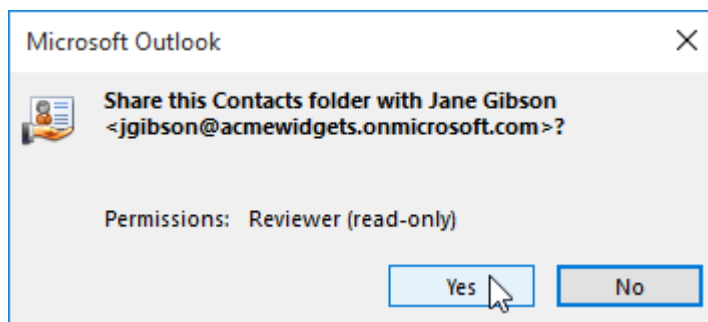 Microsoft Outlook
Share this Contacts folder with Jane Gibson
<jgibson@acmewidgets.onmicrosoft.com>?
Permissions: Reviewer (read-only)
Yes
No